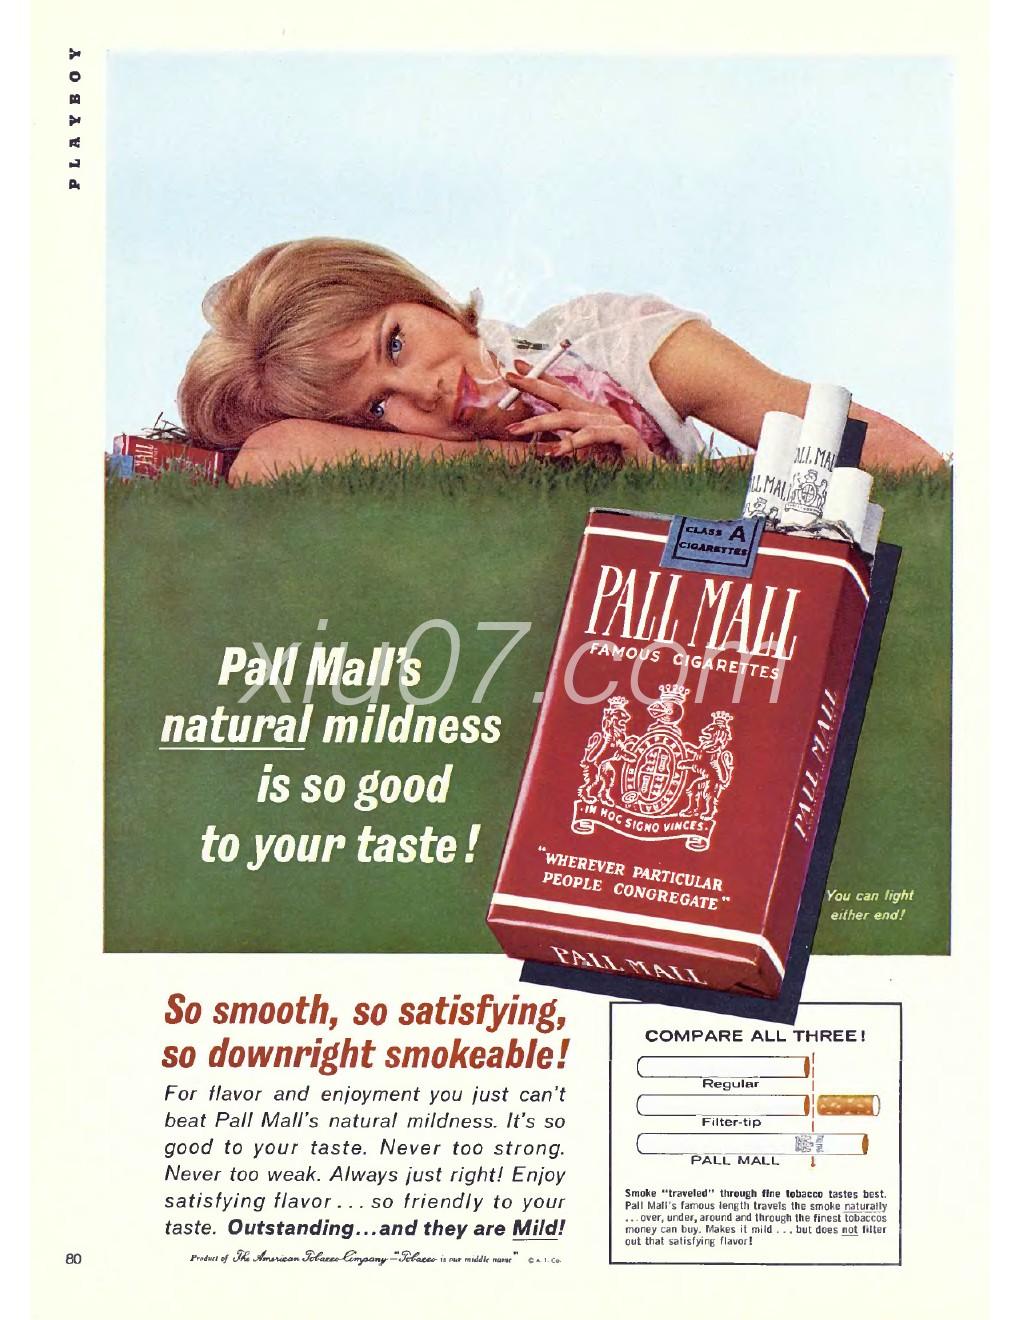 PLAYBOY
PALL MALL
PALL MALL
PALL MALL
CLASS A
CIGARETTES
PALL MALL
FAMOUS CIGARETTES
IN HOC SIGNO VINCES
"WHEREVER PARTICULAR
PEOPLE CONGREGATE"
PALL MALL
PALL MALL
xiu07.com
Pall Mall's
natural mildness
is so good
to your taste!
You can light
either end!
So smooth, so satisfying,
so downright smokeable!
For flavor and enjoyment you just can't
beat Pall Mall's natural mildness. It's so
good to your taste. Never too strong.
Never too weak. Always just right! Enjoy
satisfying flavor... so friendly to your
taste. Outstanding...and they are Mild!
COMPARE ALL THREE!
Regular
Filter-tip
PALL MALL
Smoke "traveled" through fine tobacco tastes best.
Pall Mall's famous length travels the smoke naturally
...over, under, around and through the finest tobaccos
money can buy. Makes it mild ... but does not filter
out that satisfying flavor!
80
Product of The American Tobacco Company — "Tobacco is our middle name" © A. T. Co.